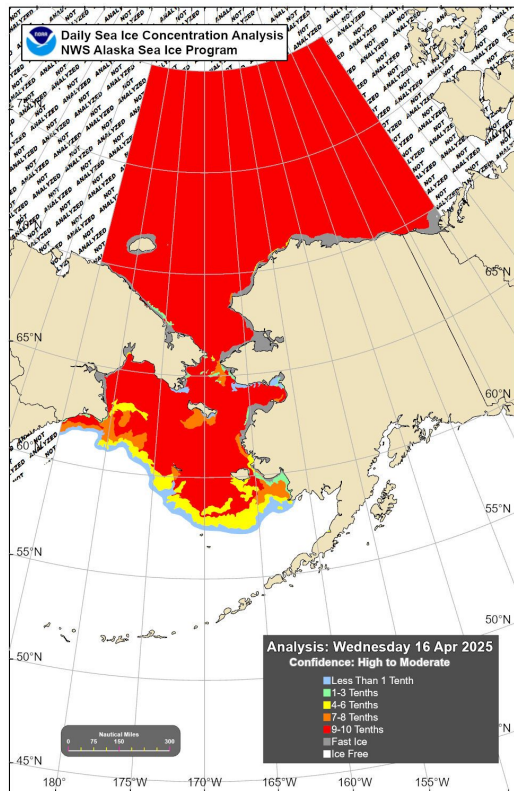 NOAA
Daily Sea Ice Concentration Analysis
NWS Alaska Sea Ice Program
NOT ANALYZED
65°N
60°N
55°N
50°N
45°N
65°N
60°N
55°N
50°N
180°
175°W
170°W
165°W
160°W
155°W
Analysis: Wednesday 16 Apr 2025
Confidence: High to Moderate
Less Than 1 Tenth
1-3 Tenths
4-6 Tenths
7-8 Tenths
9-10 Tenths
Fast Ice
Ice Free
Nautical Miles
0 75 150 300